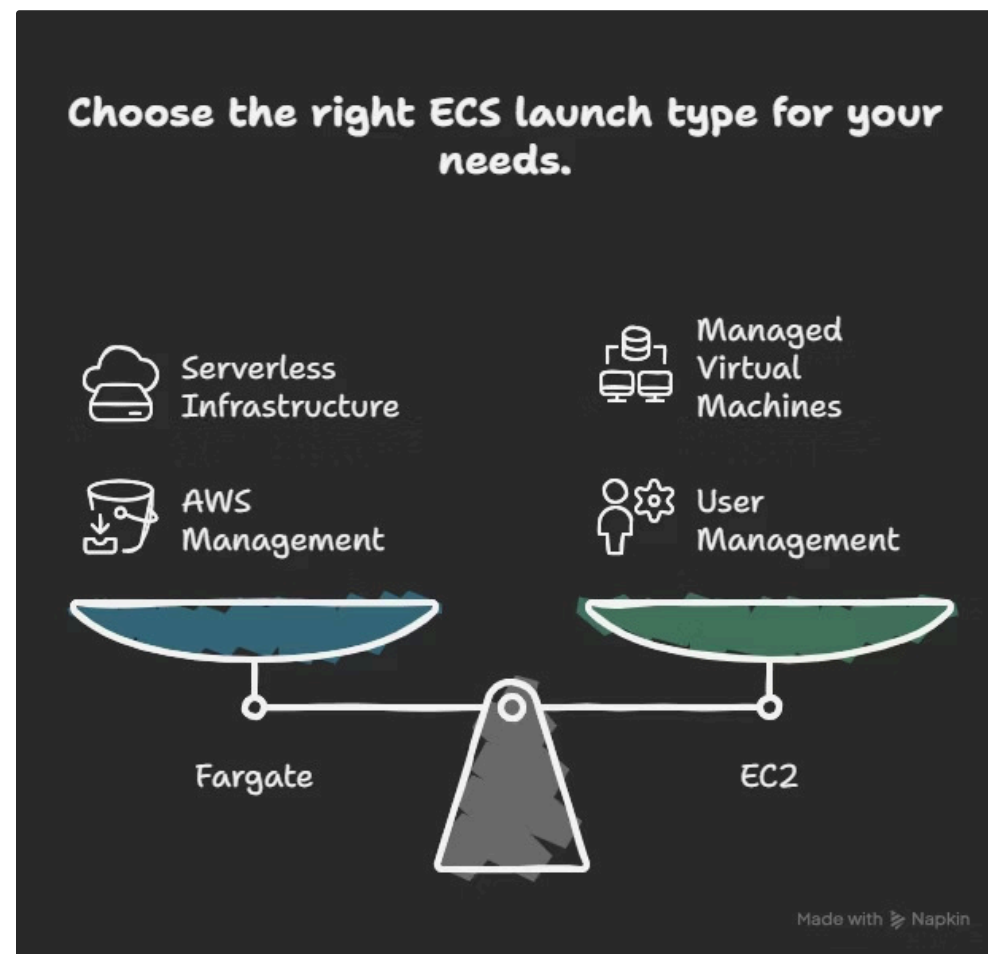 Choose the right ECS launch type for your
needs.
Serverless
Infrastructure
AWS
Management
Managed
Virtual
Machines
User
Management
Fargate
EC2
Made with Napkin